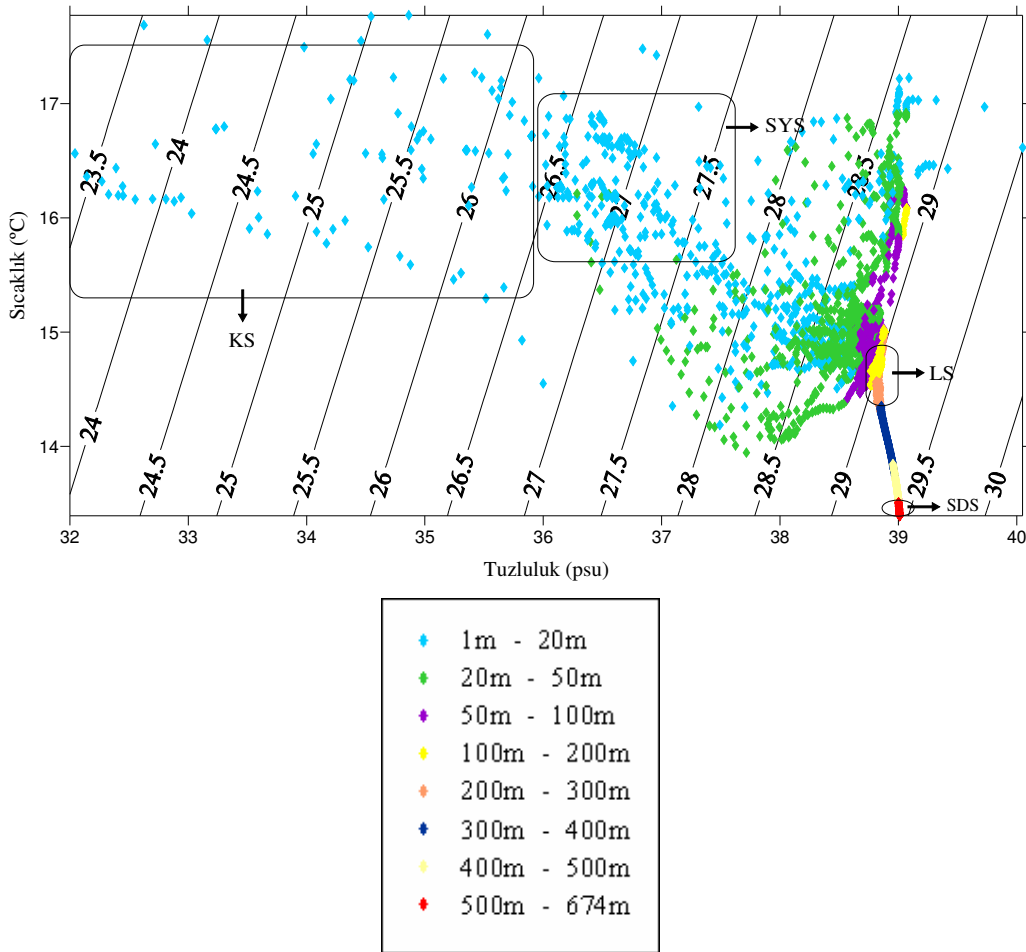 17
16
15
14
Sıcaklık (°C)
23.5
24
24.5
25
25.5
26
26.5
27
27.5
28
28.5
29
24
24.5
25
25.5
26
26.5
27
27.5
28
28.5
29
29.5
30
SYS
KS
LS
SDS
32 33 34 35 36 37 38 39 40
Tuzluluk (psu)
1m - 20m
20m - 50m
50m - 100m
100m - 200m
200m - 300m
300m - 400m
400m - 500m
500m - 674m